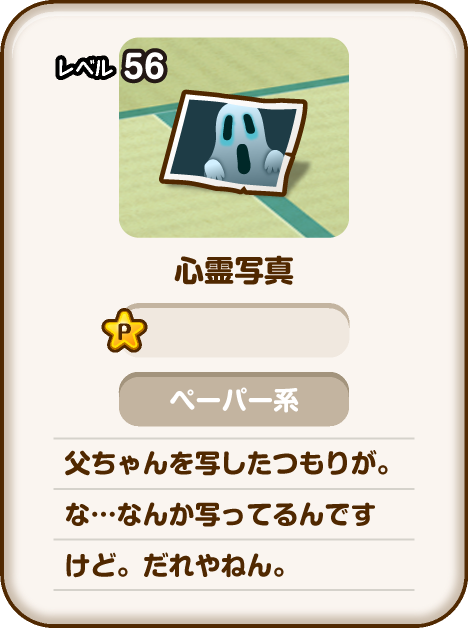 レベル 56
心霊写真
P
ペーパー系
父ちゃんを写したつもりが。
な…なんか写ってるんです
けど。だれやねん。